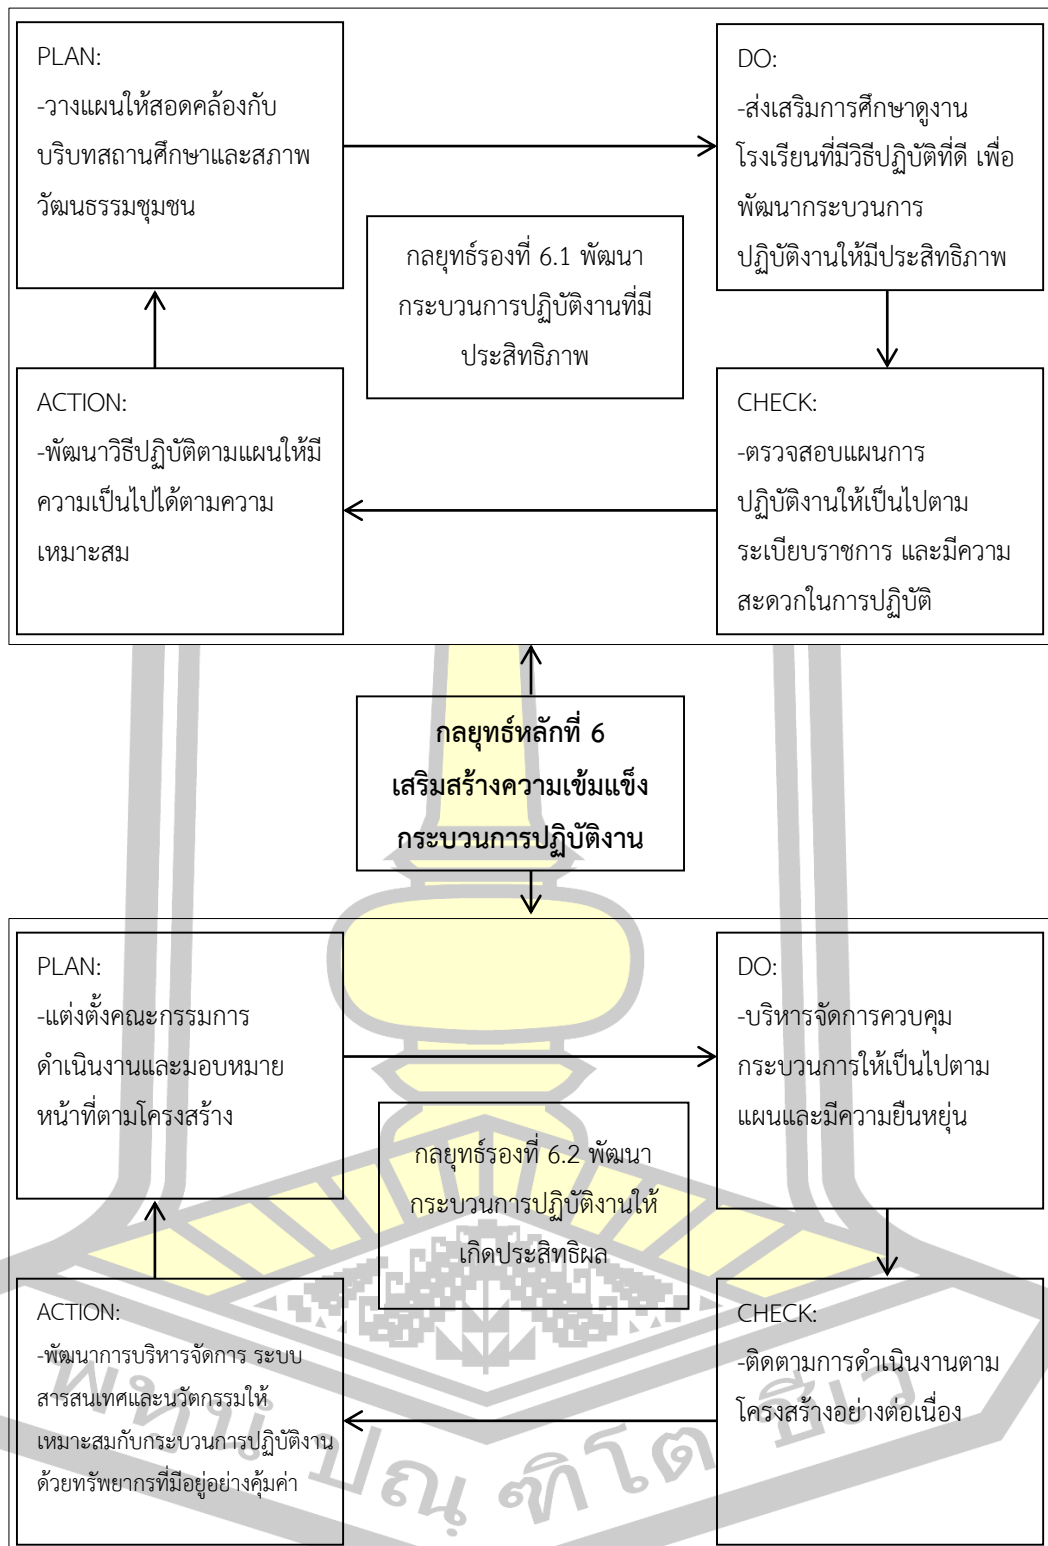 PLAN:
-วางแผนให้สอดคล้องกับ
บริบทสถานศึกษาและสภาพ
วัฒนธรรมชุมชน
DO:
-ส่งเสริมการศึกษาดูงาน
โรงเรียนที่มีวิธีปฏิบัติที่ดี เพื่อ
พัฒนากระบวนการ
ปฏิบัติงานให้มีประสิทธิภาพ
กลยุทธ์รองที่ 6.1 พัฒนา
กระบวนการปฏิบัติงานที่มี
ประสิทธิภาพ
ACTION:
-พัฒนาวิธีปฏิบัติตามแผนให้มี
ความเป็นไปได้ตามความ
เหมาะสม
CHECK:
-ตรวจสอบแผนการ
ปฏิบัติงานให้เป็นไปตาม
ระเบียบราชการ และมีความ
สะดวกในการปฏิบัติ
กลยุทธ์หลักที่ 6
เสริมสร้างความเข้มแข็ง
กระบวนการปฏิบัติงาน
PLAN:
-แต่งตั้งคณะกรรมการ
ดำเนินงานและมอบหมาย
หน้าที่ตามโครงสร้าง
DO:
-บริหารจัดการควบคุม
กระบวนการให้เป็นไปตาม
แผนและมีความยืนหยุ่น
กลยุทธ์รองที่ 6.2 พัฒนา
กระบวนการปฏิบัติงานให้
เกิดประสิทธิผล
ACTION:
-พัฒนาการบริหารจัดการ ระบบ
สารสนเทศและนวัตกรรมให้
เหมาะสมกับกระบวนการปฏิบัติงาน
ด้วยทรัพยากรที่มีอยู่อย่างคุ้มค่า
CHECK:
-ติดตามการดำเนินงานตาม
โครงสร้างอย่างต่อเนื่อง
พหุนํ ปณฺฑิโต ชีเว